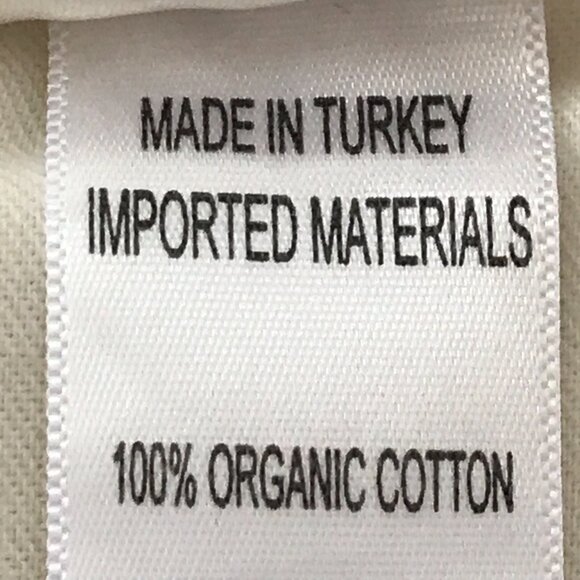 MADE IN TURKEY
IMPORTED MATERIALS
100% ORGANIC COTTON